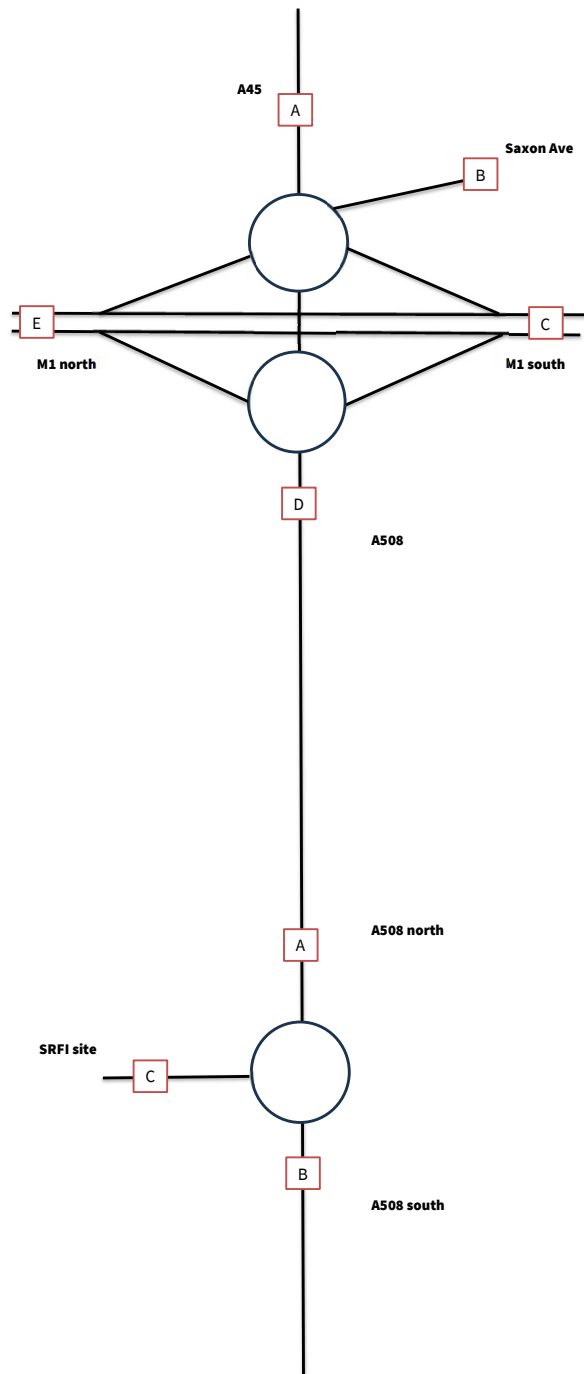 A45
A
Saxon Ave
B
E
C
M1 north
M1 south
D
A508
A508 north
A
SRFI site
C
B
A508 south